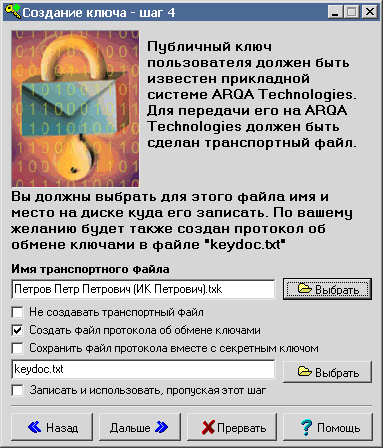 Создание ключа - шаг 4
Публичный ключ
пользователя должен быть
известен прикладной
системе ARQA Technologies.
Для передачи его на ARQA
Technologies должен быть
сделан транспортный файл.
Вы должны выбрать для этого файла имя и
место на диске куда его записать. По вашему
желанию будет также создан протокол об
обмене ключами в файле "keydoc.txt"
Имя транспортного файла
Петров Петр Петрович (ИК Петрович).txk
Выбрать
Не создавать транспортный файл
Создать файл протокола об обмене ключами
Сохранить файл протокола вместе с секретным ключом
keydoc.txt
Выбрать
Записать и использовать, пропуская этот шаг
Назад
Дальше
Прервать
Помощь